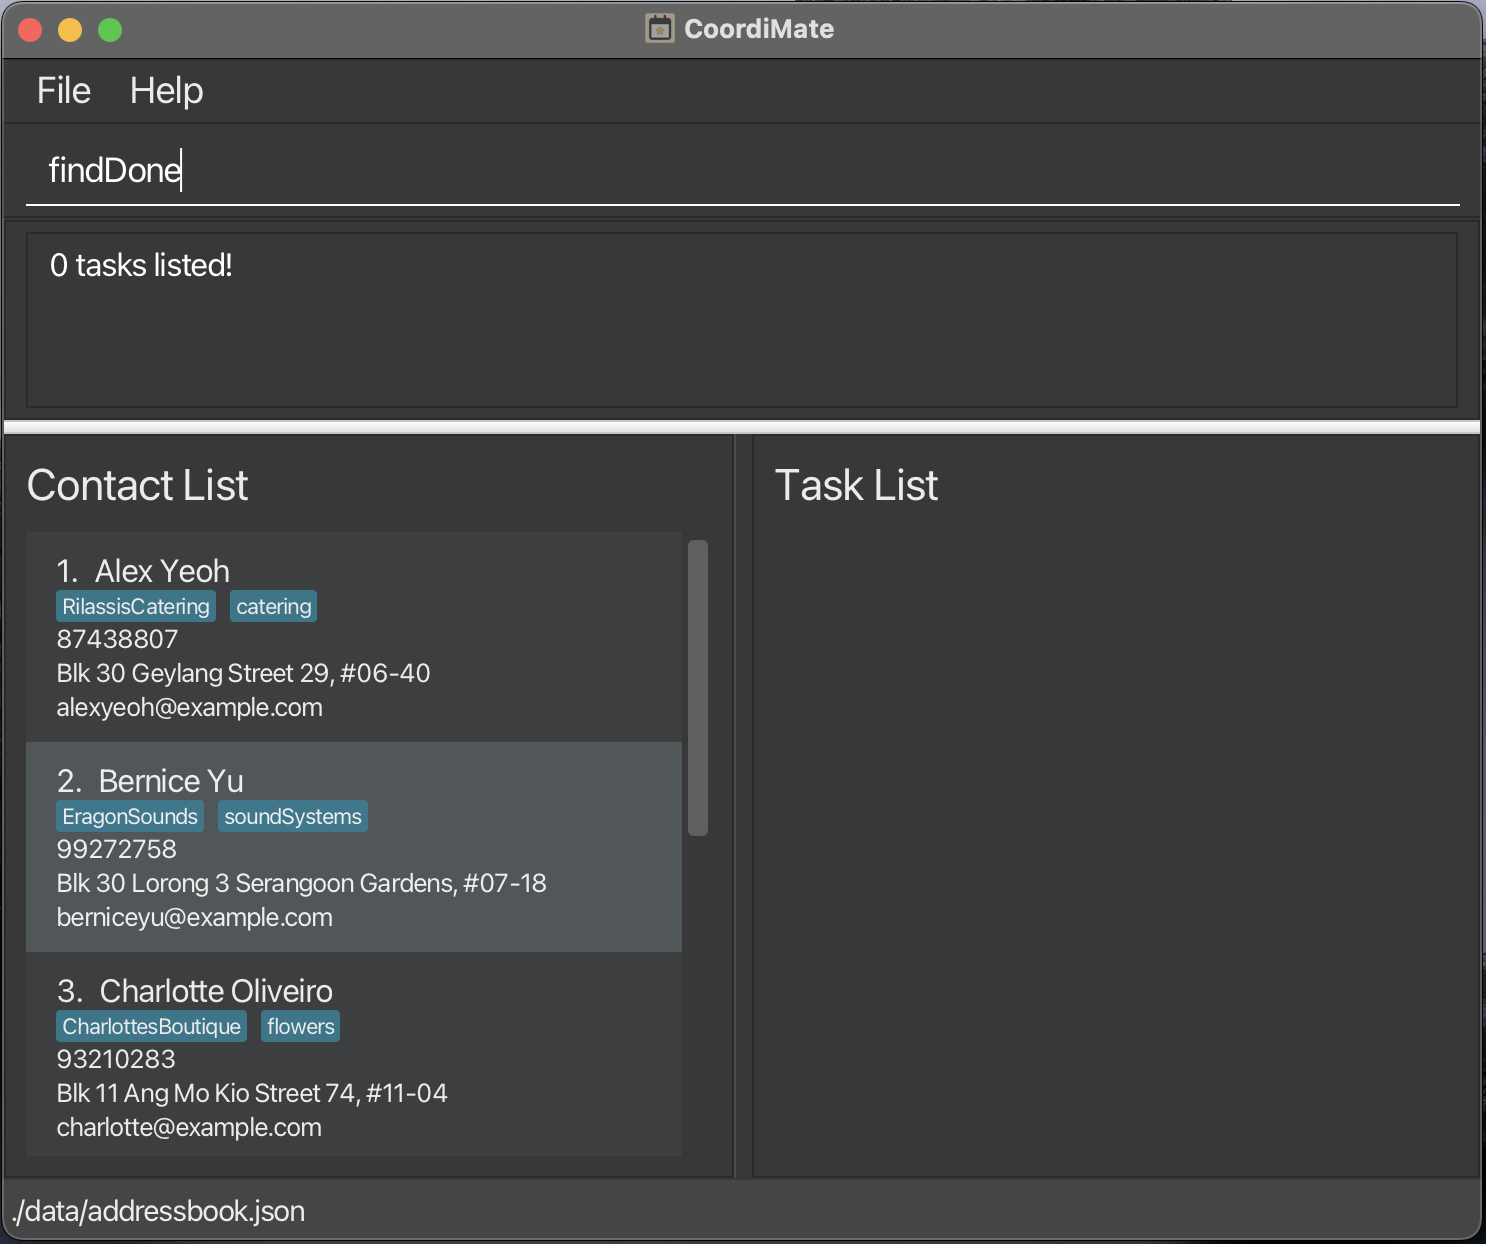 CoordiMate
File Help
findDone
0 tasks listed!
Contact List
1. Alex Yeoh
RilassisCatering catering
87438807
Blk 30 Geylang Street 29, #06-40
alexyeoh@example.com
2. Bernice Yu
EragonSounds soundSystems
99272758
Blk 30 Lorong 3 Serangoon Gardens, #07-18
berniceyu@example.com
3. Charlotte Oliveiro
CharlottesBoutique flowers
93210283
Blk 11 Ang Mo Kio Street 74, #11-04
charlotte@example.com
Task List
./data/addressbook.json